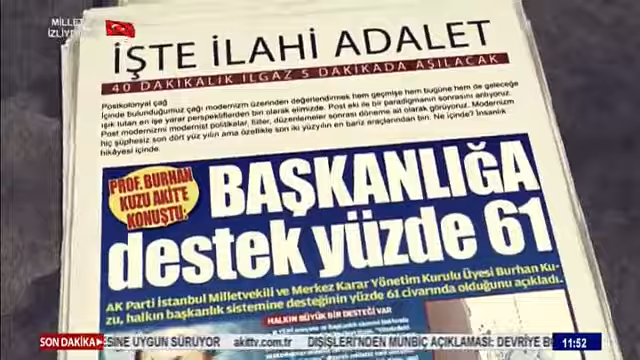 İZLİYOR
İŞTE İLAHİ ADALET
40 DAKİKALIK ILGAZ 5 DAKİKADA AŞILACAK
Postkolonyal çağ
İçinde bulunduğumuz çağı modernizm üzerinden değerlendirmek hem geçmişe hem bugüne hem de geleceğe
ışık tutan en işe yarar perspektiflerden biri olarak elimizde. Post eki ile bir paradigmanın sonrasını anlıyoruz.
Post modernizmi modernist politikalar, fiiller, düzenlemeler sonrası döneme ait olarak görüyoruz. Modernizm
hiç şüphesiz son dört yüz yılın ama özellikle son iki yüzyılın en bariz araçlarından biri. Ne içinde? İnsanlık
hikâyesi içinde.
PROF. BURHAN
KUZU AKİT'E
KONUŞTU:
BAŞKANLIĞA
destek yüzde 61
AK Parti İstanbul Milletvekili ve Merkez Karar Yönetim Kurulu Üyesi Burhan Ku-
zu, halkın başkanlık sistemine desteğinin yüzde 61 civarında olduğunu açıkladı.
HALKIN BÜYÜK BİR DESTEĞİ VAR
SON DAKİKA ESİNE UYGUN SÜRÜYOR akittv.com.tr DIŞİŞLERİ'NDEN MÜNBİÇ AÇIKLAMASI: DEVRİYE B 11:52